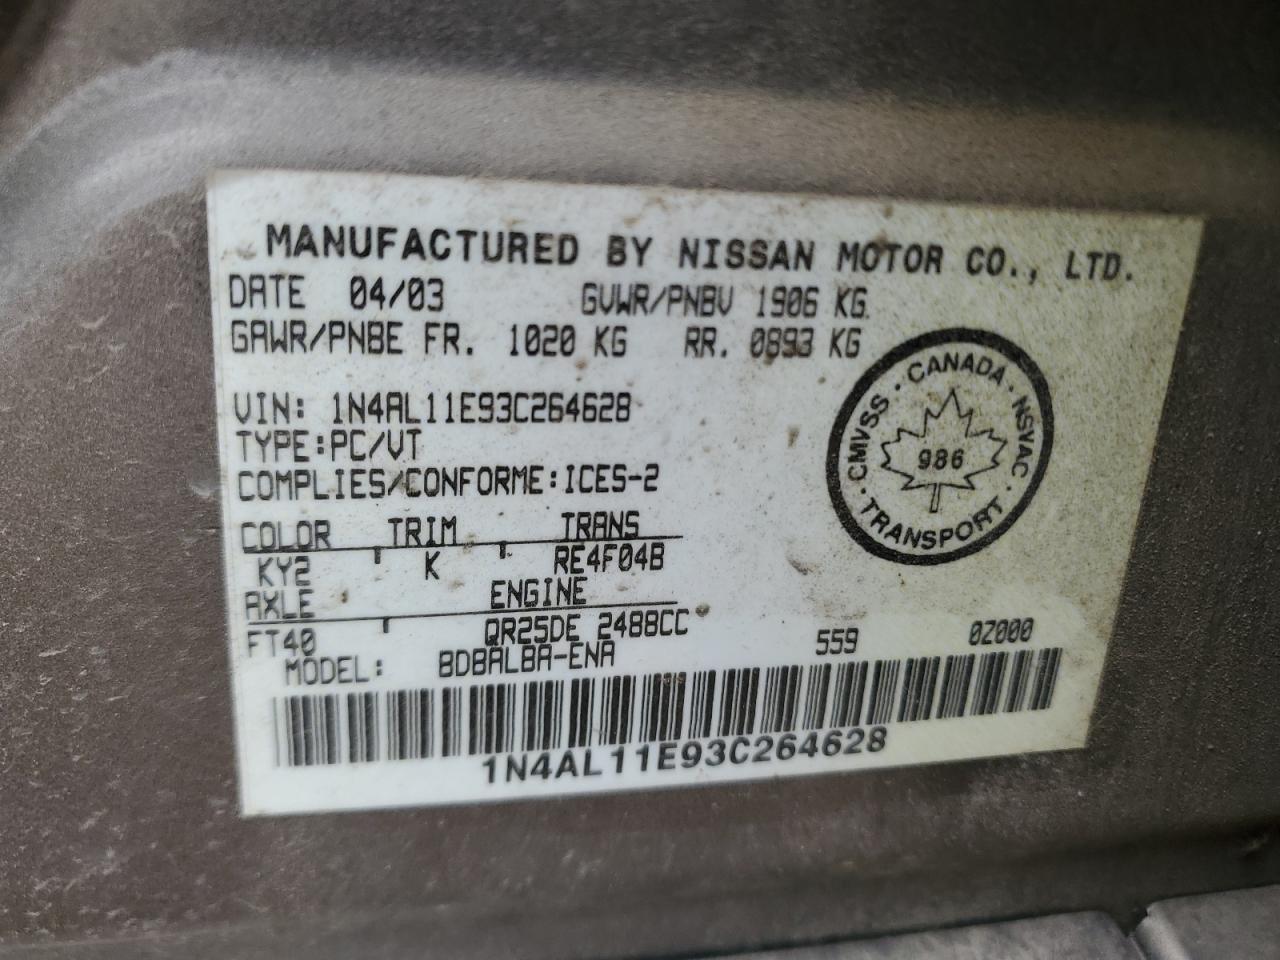 MANUFACTURED BY NISSAN MOTOR CO., LTD.
DATE 04/03 GVWR/PNBV 1906 KG
GAWR/PNBE FR. 1020 KG RR. 0893 KG
VIN: 1N4AL11E93C264628
TYPE:PC/VT
COMPLIES/CONFORME:ICES-2
CANADA · NSVAC · TRANSPORT · CMVSS ·
986
COLOR TRIM TRANS
KY2 K RE4F04B
AXLE ENGINE
FT40 QR25DE 2488CC
MODEL: BDBALBA-ENA 559 0Z000
1N4AL11E93C264628